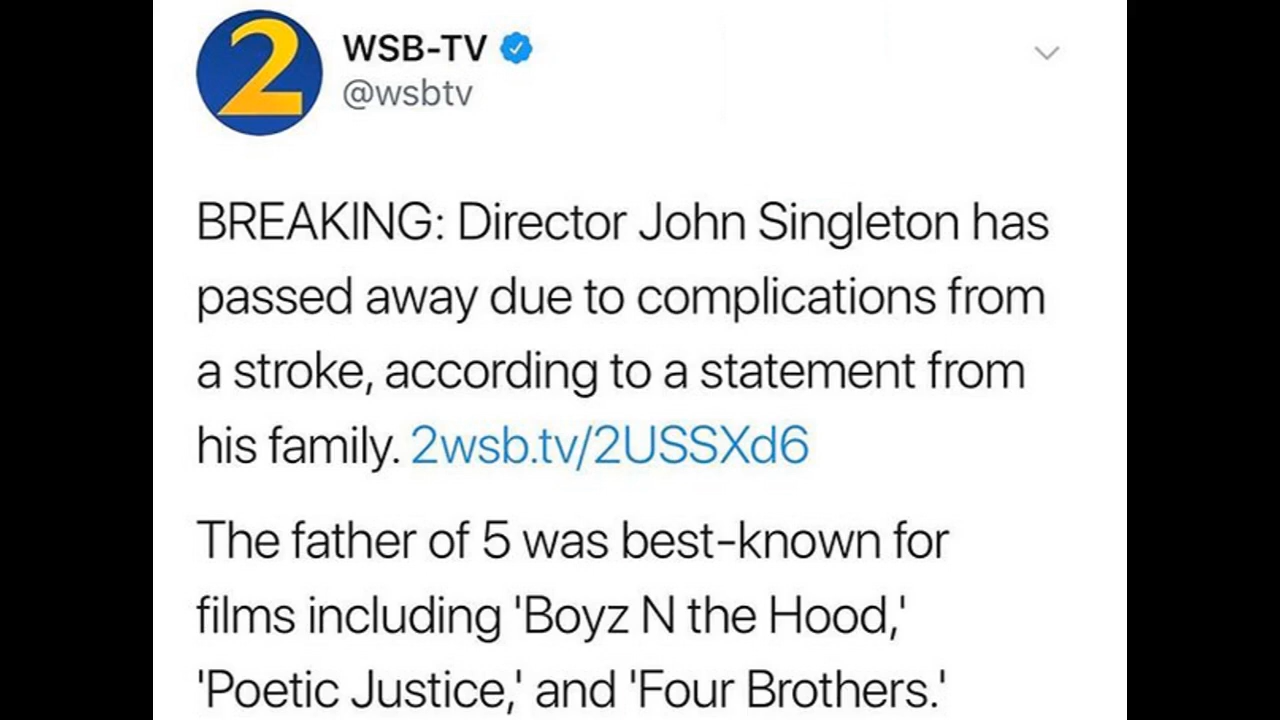 2
WSB-TV
@wsbtv
BREAKING: Director John Singleton has
passed away due to complications from
a stroke, according to a statement from
his family. 2wsb.tv/2USSXd6
The father of 5 was best-known for
films including 'Boyz N the Hood,'
'Poetic Justice,' and 'Four Brothers.'